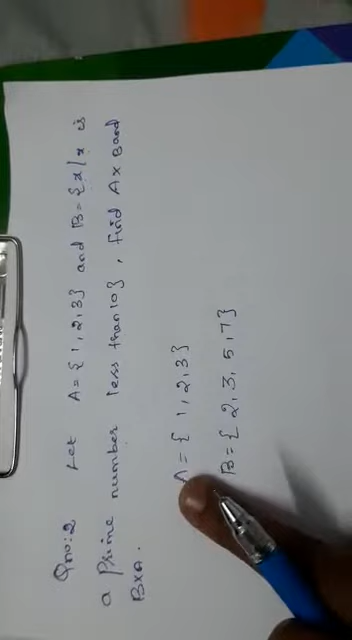 Qno:2 Let A={1,2,3} and B={x/x is
a Prime number less than 10}, find A×B and
B×A.
A={1,2,3}
B={2,3,5,7}